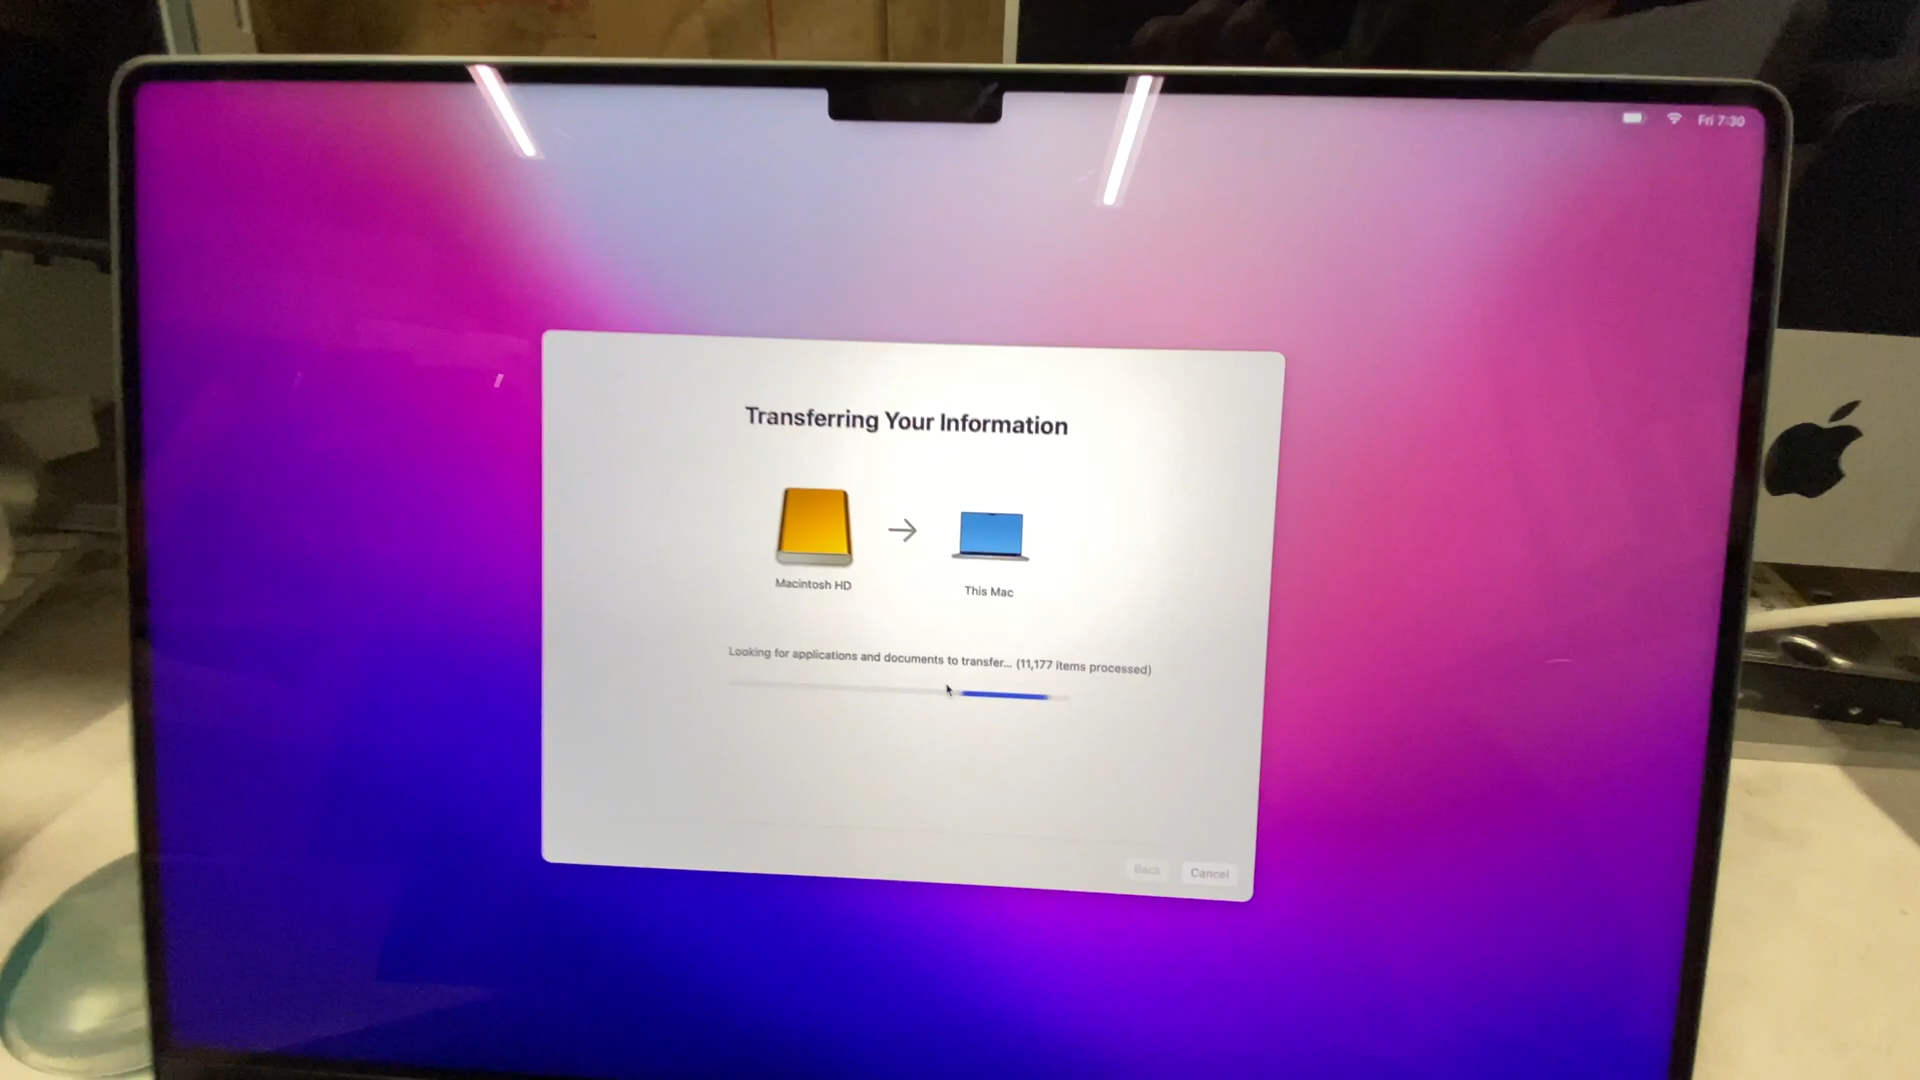 Fri 7:30
Transferring Your Information
Macintosh HD
This Mac
Looking for applications and documents to transfer... (11,177 items processed)
Back
Cancel